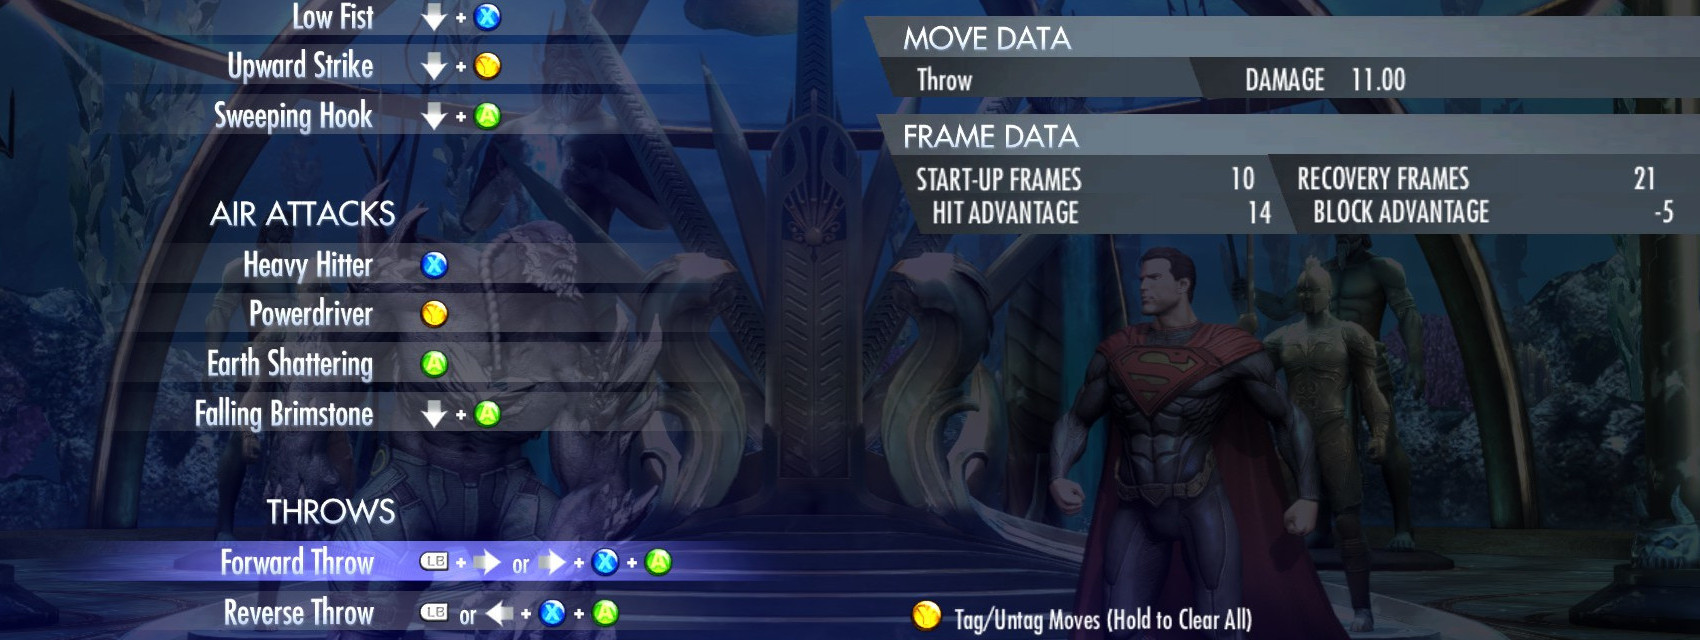 Low Fist + X
Upward Strike + Y
Sweeping Hook + A
AIR ATTACKS
Heavy Hitter X
Powerdriver Y
Earth Shattering A
Falling Brimstone + A
THROWS
Forward Throw LB + or + X + A
Reverse Throw LB or + X + A
MOVE DATA
Throw DAMAGE 11.00
FRAME DATA
START-UP FRAMES 10 RECOVERY FRAMES 21
HIT ADVANTAGE 14 BLOCK ADVANTAGE -5
Y Tag/Untag Moves (Hold to Clear All)